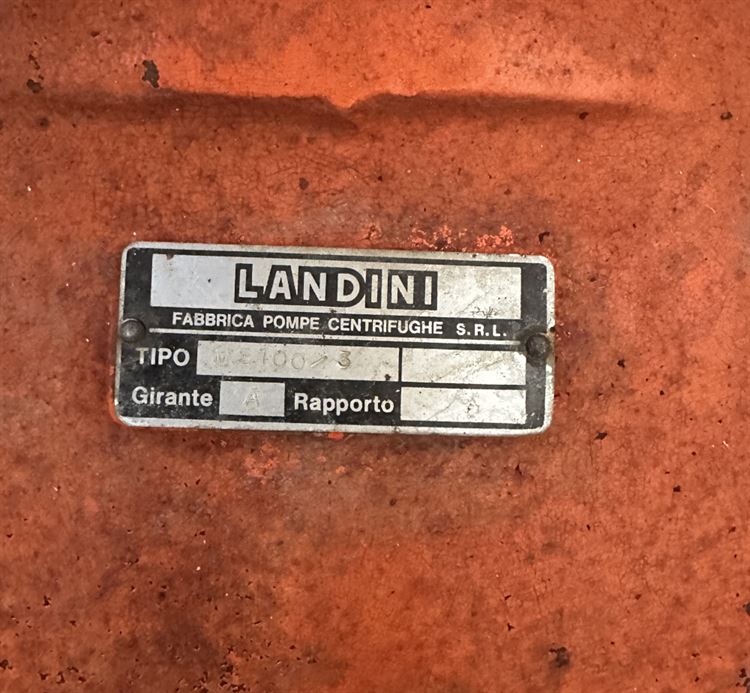 LANDINI
FABBRICA POMPE CENTRIFUGHE S.R.L.
TIPO
Girante A Rapporto